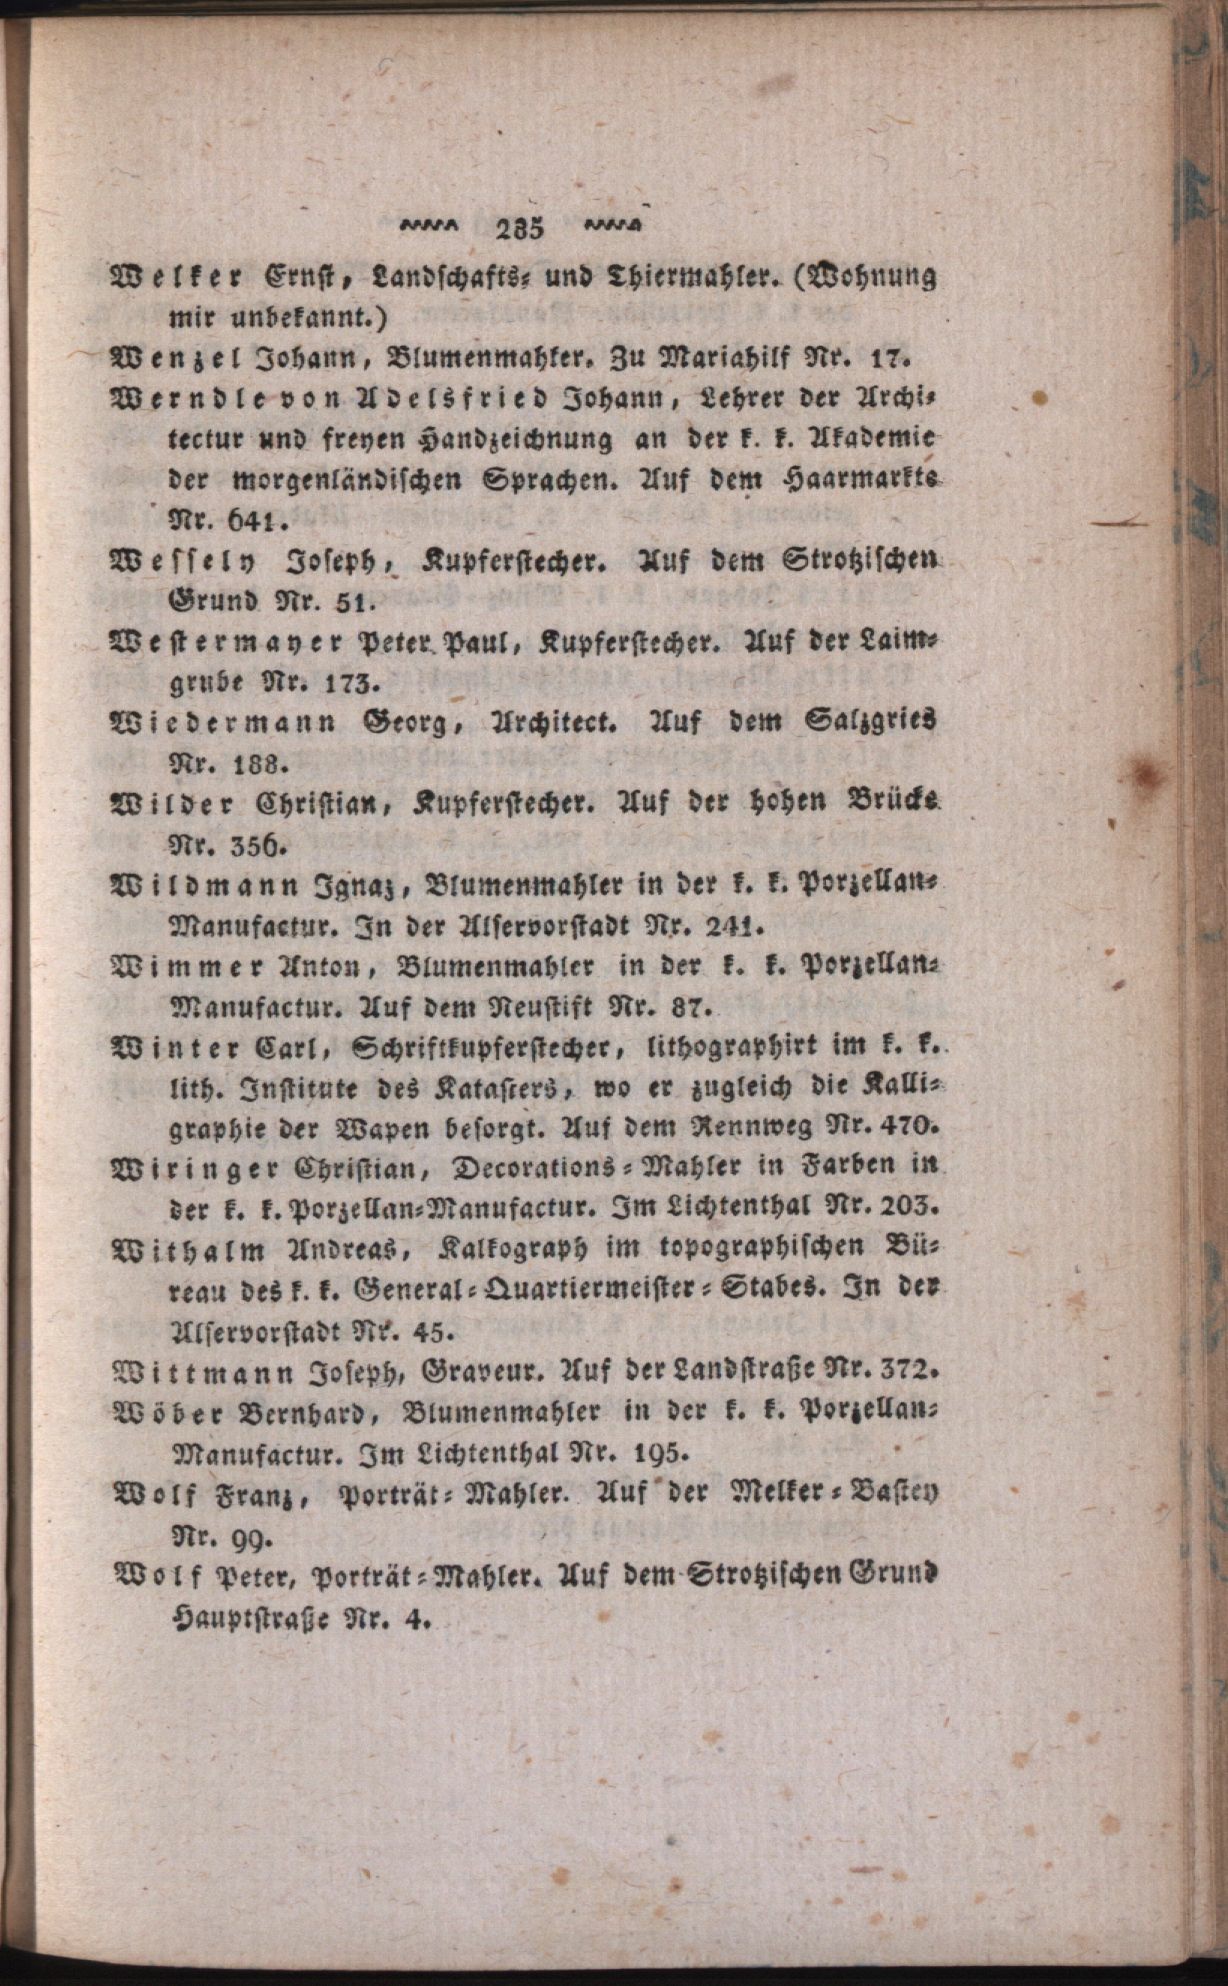 285
Welker Ernst, Landschafts- und Thiermahler. (Wohnung
mir unbekannt.)
Wenzel Johann, Blumenmahler. Zu Mariahilf Nr. 17.
Werndle von Adelsfried Johann, Lehrer der Archi-
tectur und freyen Handzeichnung an der k. k. Akademie
der morgenländischen Sprachen. Auf dem Haarmarkte
Nr. 641.
Wessely Joseph, Kupferstecher. Auf dem Strotzischen
Grund Nr. 51.
Westermayer Peter Paul, Kupferstecher. Auf der Laim-
grube Nr. 173.
Wiedermann Georg, Architect. Auf dem Salzgries
Nr. 188.
Wilder Christian, Kupferstecher. Auf der hohen Brücke
Nr. 356.
Wildmann Ignaz, Blumenmahler in der k. k. Porzellan-
Manufactur. In der Alservorstadt Nr. 241.
Wimmer Anton, Blumenmahler in der k. k. Porzellan-
Manufactur. Auf dem Neustift Nr. 87.
Winter Carl, Schriftkupferstecher, lithographirt im k. k.
lith. Institute des Katasters, wo er zugleich die Kalli-
graphie der Wapen besorgt. Auf dem Rennweg Nr. 470.
Wiringer Christian, Decorations-Mahler in Farben in
der k. k. Porzellan-Manufactur. Im Lichtenthal Nr. 203.
Withalm Andreas, Kalkograph im topographischen Bü-
reau des k. k. General-Quartiermeister-Stabes. In der
Alservorstadt Nr. 45.
Wittmann Joseph, Graveur. Auf der Landstraße Nr. 372.
Wöber Bernhard, Blumenmahler in der k. k. Porzellan-
Manufactur. Im Lichtenthal Nr. 195.
Wolf Franz, Porträt-Mahler. Auf der Melker-Bastey
Nr. 99.
Wolf Peter, Porträt-Mahler. Auf dem Strotzischen Grund
Hauptstraße Nr. 4.